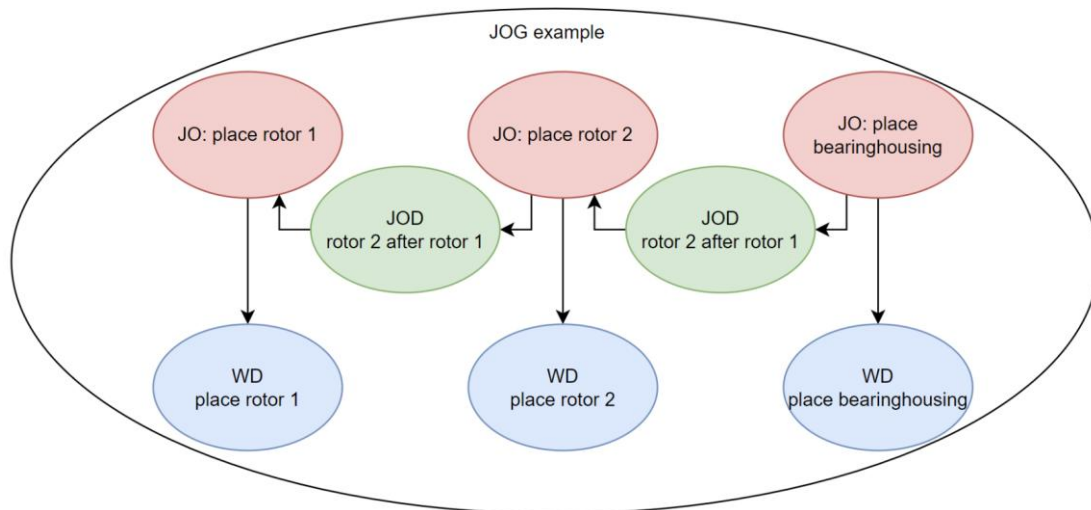 JOG example
JO: place rotor 1
JO: place rotor 2
JO: place
bearinghousing
JOD
rotor 2 after rotor 1
JOD
rotor 2 after rotor 1
WD
place rotor 1
WD
place rotor 2
WD
place bearinghousing